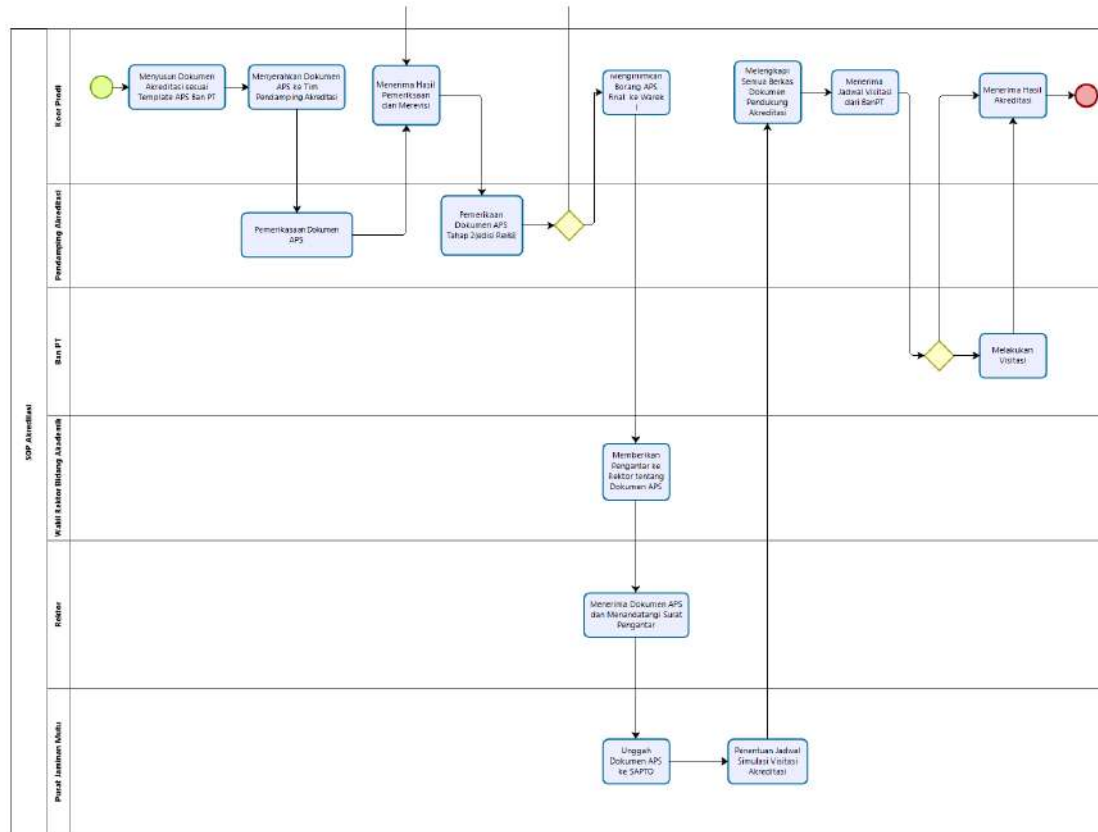 SOP Akreditasi
Koor Prodi
Menyusun Dokumen
Akreditasi sesuai
Template APS Ban PT
Menyerahkan Dokumen
APS ke Tim
Pendamping Akreditasi
Menerima Hasil
Pemeriksaan
dan Merevisi
Mengirimkan
Borang APS
Final ke Warek
I
Melengkapi
Semua Berkas
Dokumen
Pendukung
Akreditasi
Menerima
Jadwal Visitasi
dari BanPT
Menerima Hasil
Akreditasi
Pendamping Akreditasi
Pemerikasaan Dokumen
APS
Pemerikaan
Dokumen APS
Tahap 2(edisi
Ban PT
Melakukan
Visitasi
Wakil Rektor Bidang Akademik
Memberikan
Pengantar ke
Rektor tentang
Dokumen APS
Rektor
Menerima Dokumen APS
dan Menandatangi Surat
Pengantar
Pusat Jaminan Mutu
Unggah
Dokumen APS
ke SAPTO
Penentuan Jadwal
Simulasi Visitasi
Akreditasi